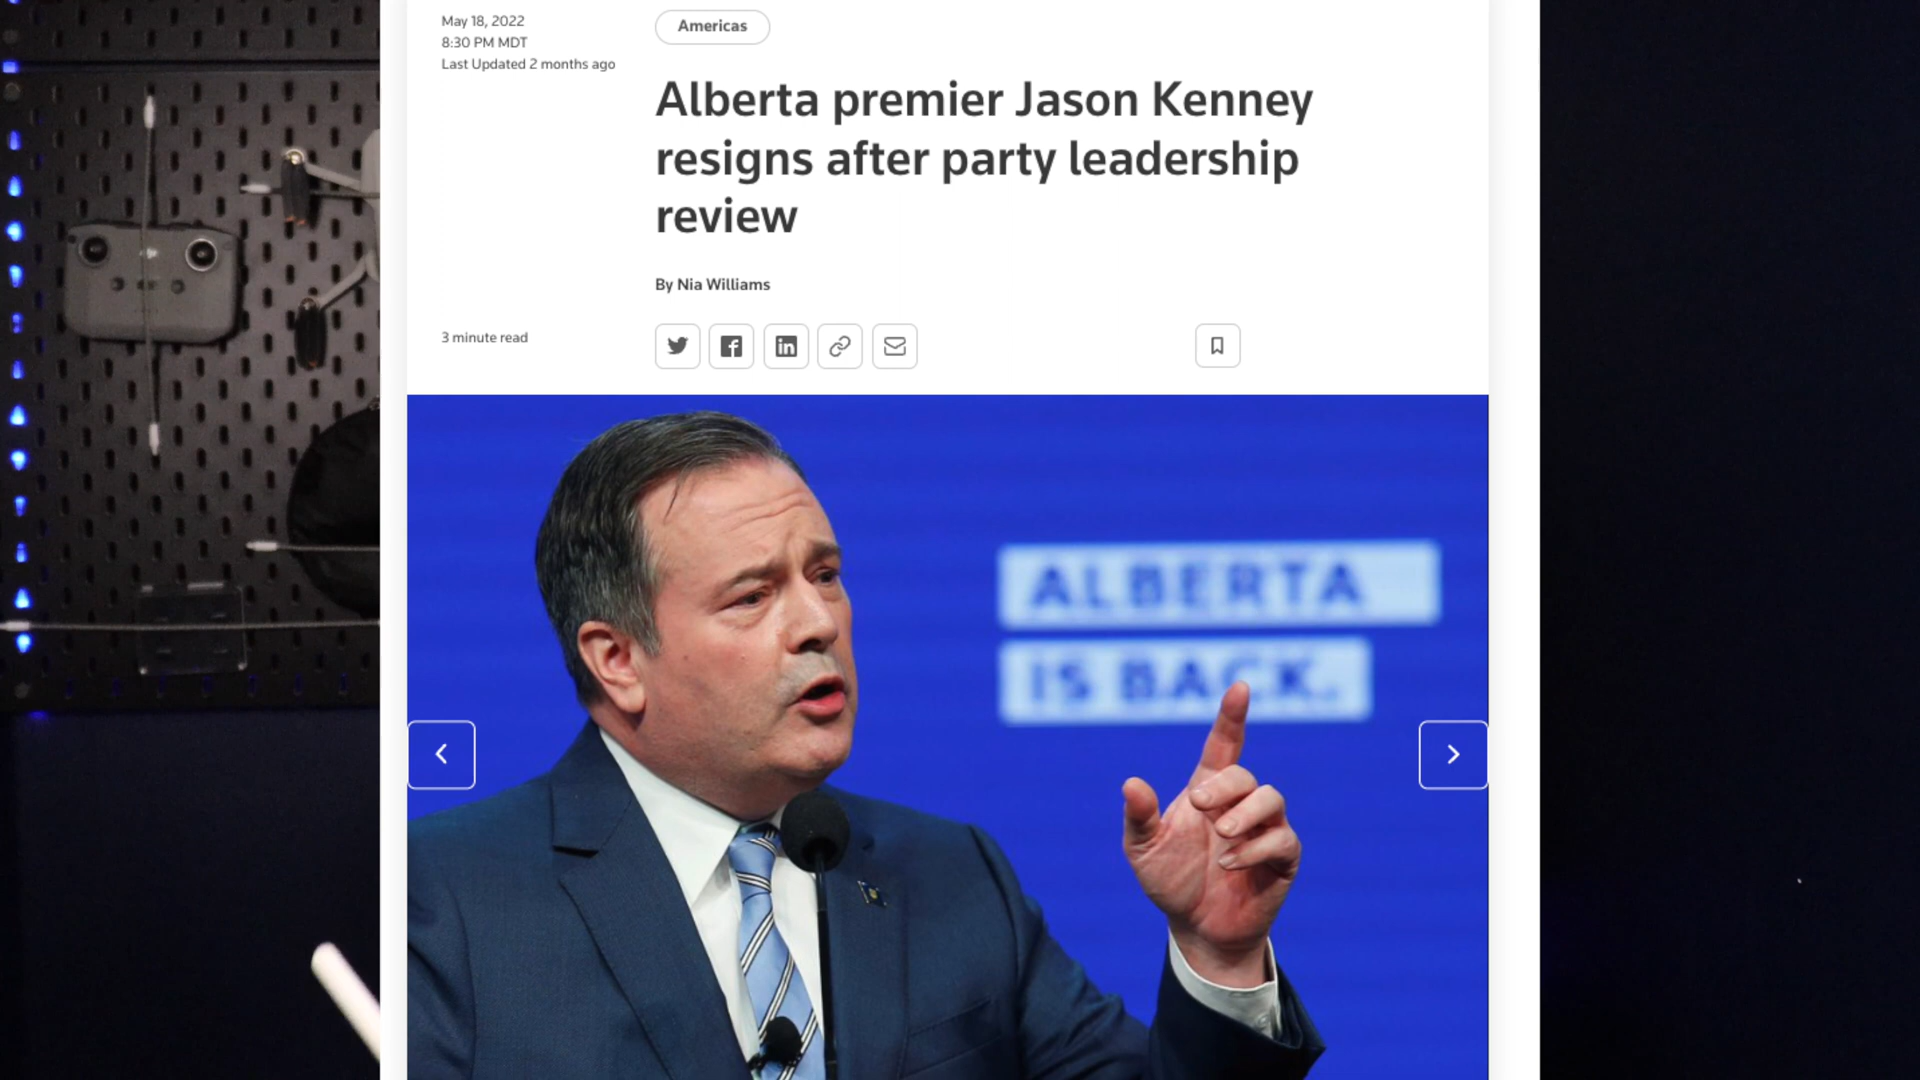 May 18, 2022
8:30 PM MDT
Last Updated 2 months ago
Americas
Alberta premier Jason Kenney
resigns after party leadership
review
By Nia Williams
3 minute read
ALBERTA
IS BACK.